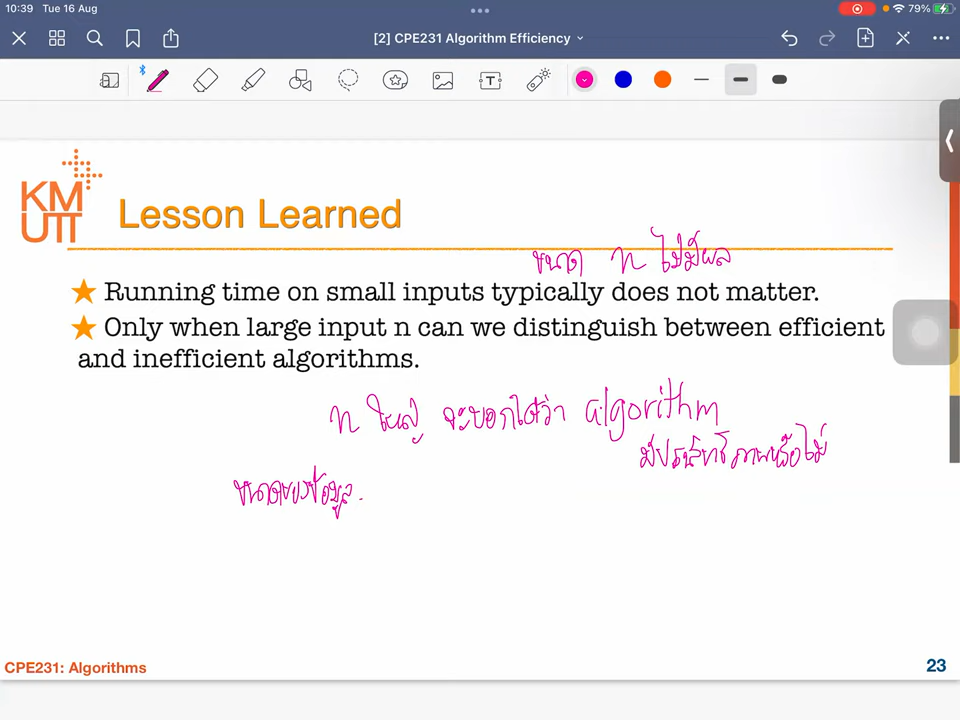 10:39 Tue 16 Aug
79%
[2] CPE231 Algorithm Efficiency
KM
UTT
Lesson Learned
ขนาด n ไม่มีผล
Running time on small inputs typically does not matter.
Only when large input n can we distinguish between efficient
and inefficient algorithms.
n ใหญ่ จะบอกได้ว่า algorithm
มีประสิทธิภาพหรือไม่
ขนาดของข้อมูล.
CPE231: Algorithms
23